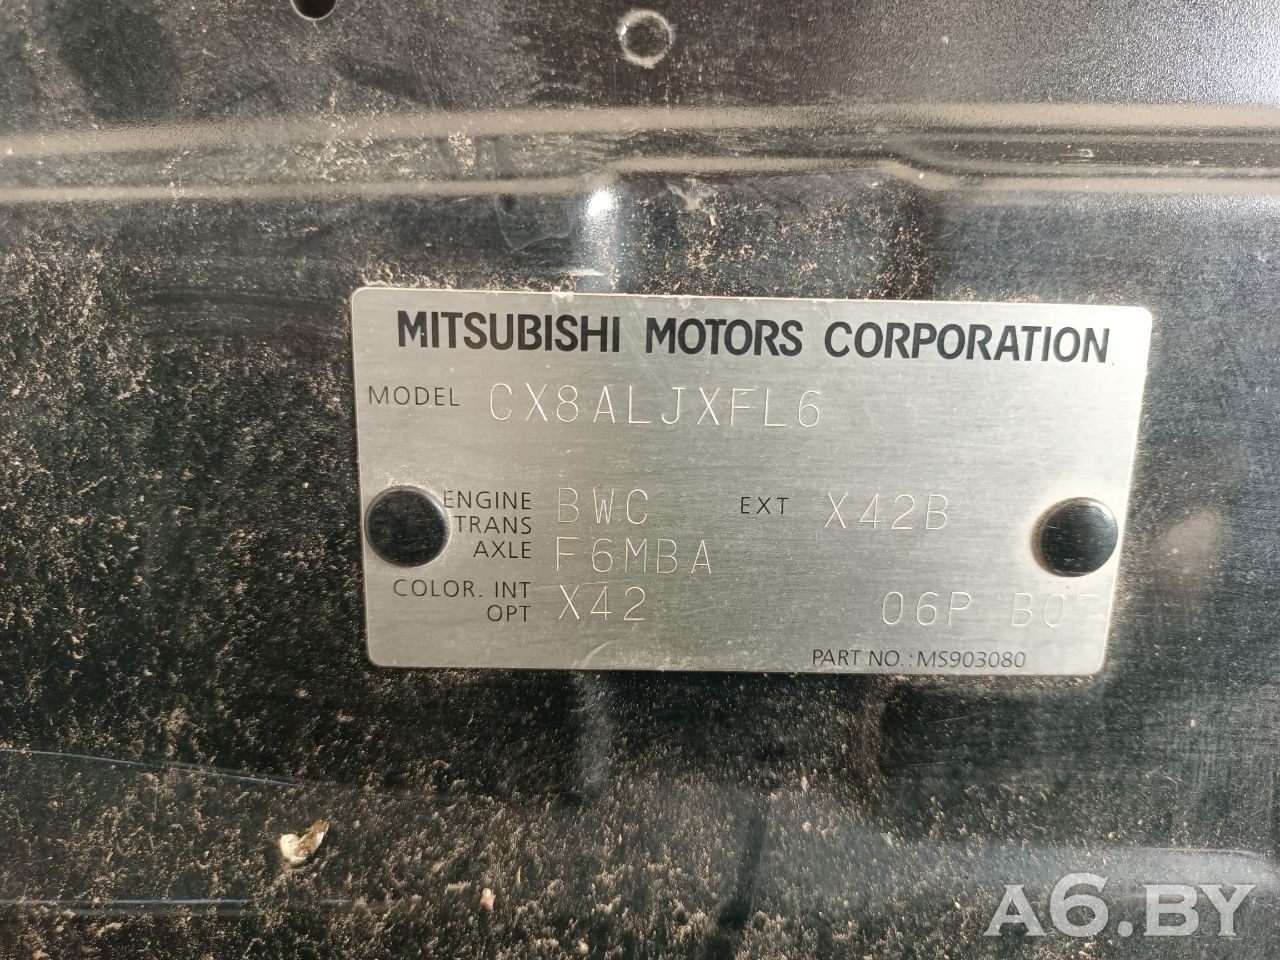 MITSUBISHI MOTORS CORPORATION
MODEL CX8ALJXFL6
ENGINE BWC EXT X42B
TRANS
AXLE F6MBA
COLOR. INT X42
OPT 06P B07
PART NO.: MS903080
A6.BY